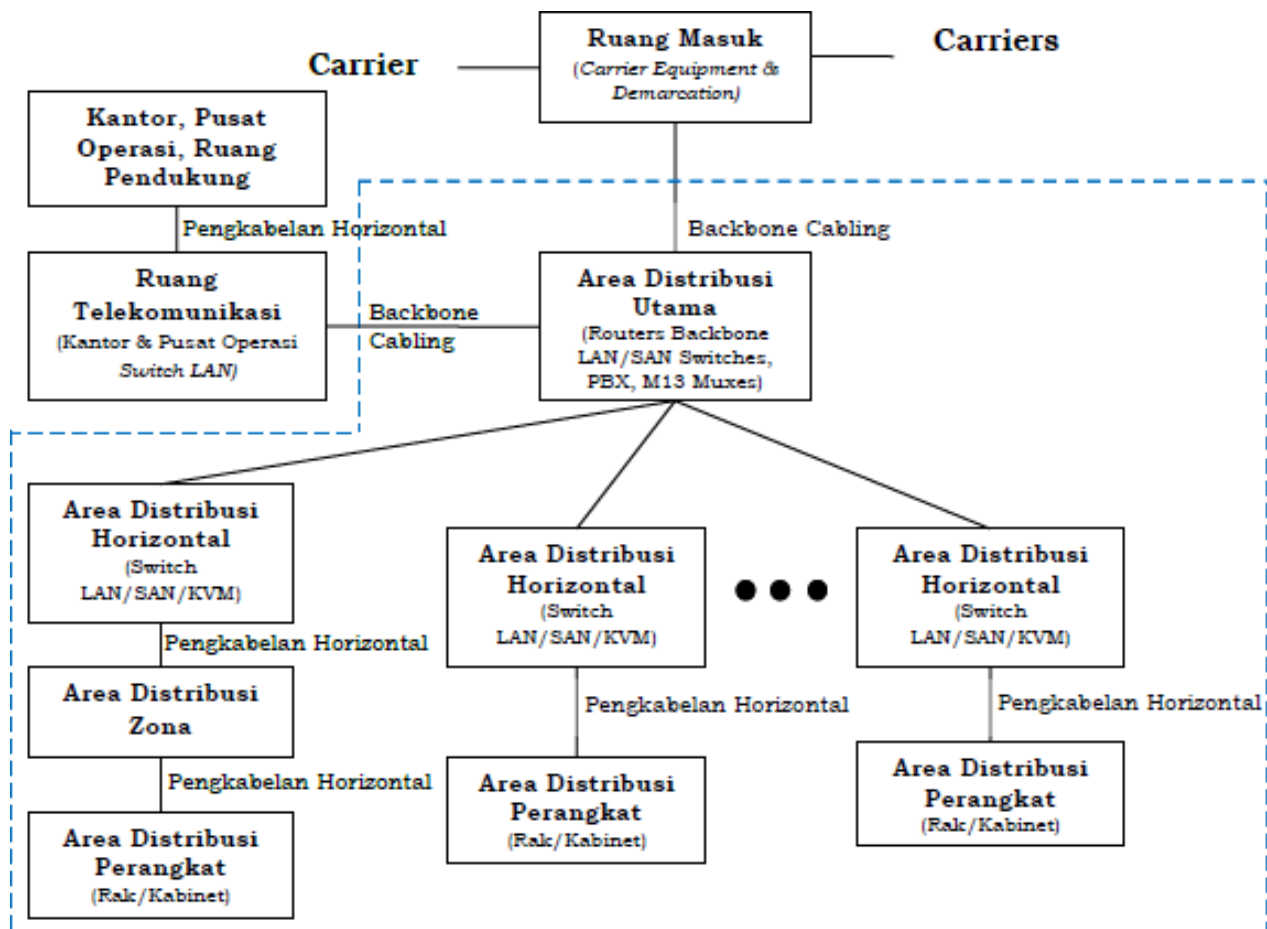 Ruang Masuk
(Carrier Equipment &
Demarcation)
Carrier
Carriers
Kantor, Pusat
Operasi, Ruang
Pendukung
Pengkabelan Horizontal
Backbone Cabling
Ruang
Telekomunikasi
(Kantor & Pusat Operasi
Switch LAN)
Backbone
Cabling
Area Distribusi
Utama
(Routers Backbone
LAN/SAN Switches,
PBX, M13 Muxes)
Area Distribusi
Horizontal
(Switch
LAN/SAN/KVM)
Area Distribusi
Horizontal
(Switch
LAN/SAN/KVM)
Area Distribusi
Horizontal
(Switch
LAN/SAN/KVM)
Pengkabelan Horizontal
Area Distribusi
Zona
Pengkabelan Horizontal
Pengkabelan Horizontal
Pengkabelan Horizontal
Area Distribusi
Perangkat
(Rak/Kabinet)
Area Distribusi
Perangkat
(Rak/Kabinet)
Area Distribusi
Perangkat
(Rak/Kabinet)